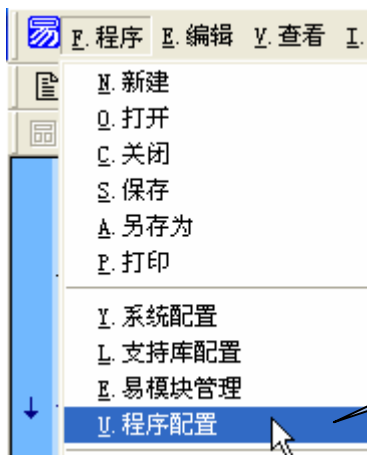 易 F.程序 E.编辑 V.查看 I.
N.新建
O.打开
C.关闭
S.保存
A.另存为
P.打印
Y.系统配置
L.支持库配置
E.易模块管理
U.程序配置